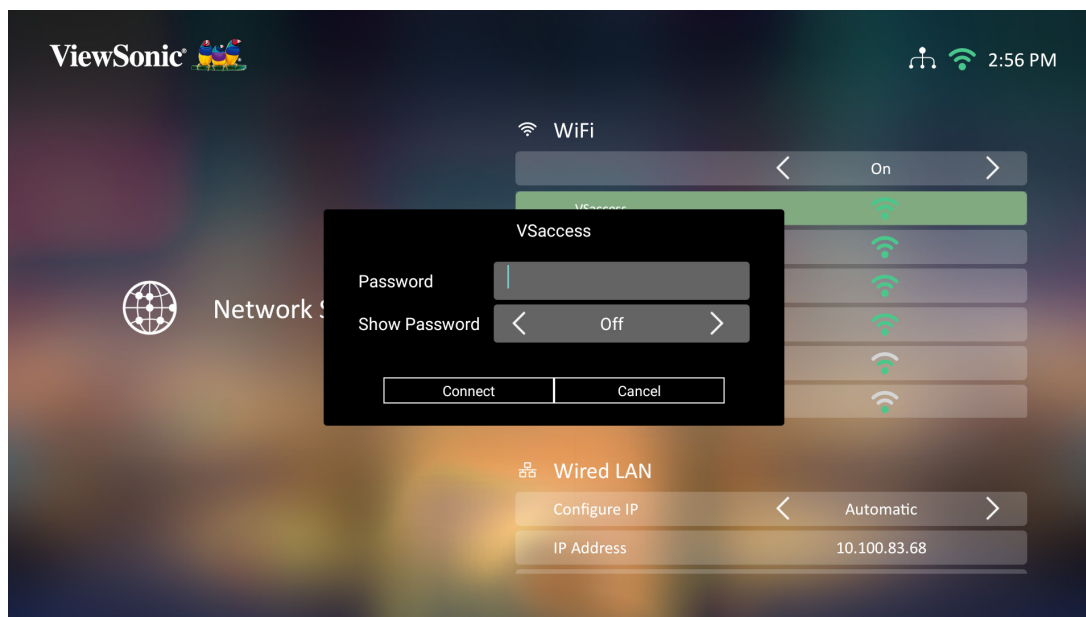 ViewSonic®
2:56 PM
WiFi
On
VSaccess
VSaccess
Password
Network S
Show Password Off
Connect Cancel
Wired LAN
Configure IP Automatic
IP Address 10.100.83.68